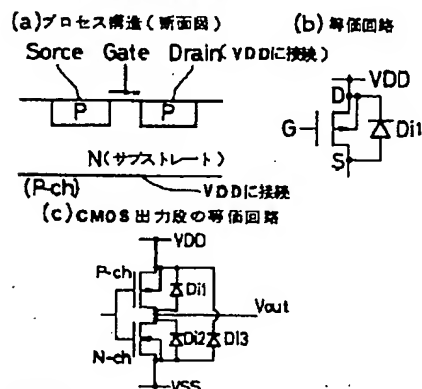 (a)プロセス構造(断面図)
Sorce Gate Drain(VDDに接続)
P P
N(サブストレート)
(P-ch) VDDに接続
(b)等価回路
VDD
D
G
Di1
S
(c)CMOS出力段の等価回路
VDD
P-ch
Di1
Vout
Di2 Di3
N-ch
VSS